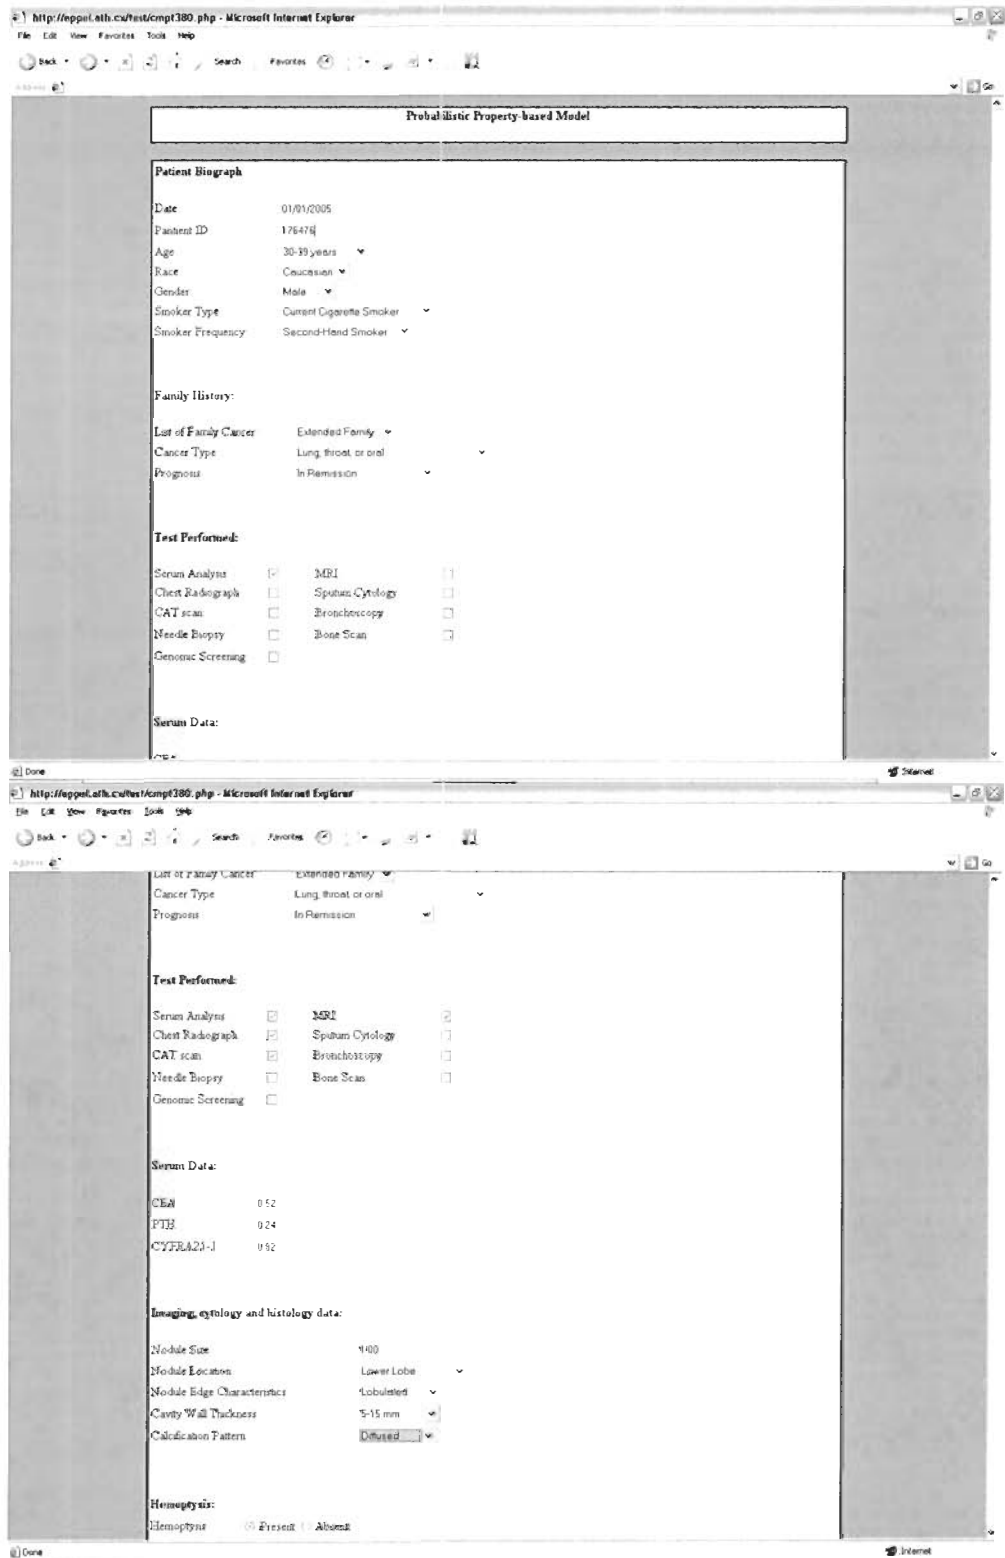 http://eppel.ath.cx/test/cmpt380.php - Microsoft Internet Explorer
File Edit View Favorites Tools Help
Back Search Favorites
Address Go
Probabilistic Property-based Model
Patient Biograph
Date 01/01/2005
Pantient ID 176476
Age 30-39 years
Race Caucasian
Gender Male
Smoker Type Current Cigarette Smoker
Smoker Frequency Second-Hand Smoker
Family History:
List of Family Cancer Extended Family
Cancer Type Lung, throat, or oral
Prognosis In Remission
Test Performed:
Serum Analysis MRI
Chest Radiograph Sputum Cytology
CAT scan Bronchoscopy
Needle Biopsy Bone Scan
Genomic Screening
Serum Data:
CEA
Done Internet
http://eppel.ath.cx/test/cmpt380.php - Microsoft Internet Explorer
File Edit View Favorites Tools Help
Back Search Favorites
Address Go
List of Family Cancer Extended Family
Cancer Type Lung, throat, or oral
Prognosis In Remission
Test Performed:
Serum Analysis MRI
Chest Radiograph Sputum Cytology
CAT scan Bronchoscopy
Needle Biopsy Bone Scan
Genomic Screening
Serum Data:
CEA 0.52
PTH 0.24
CYFRA21-1
Imaging, cytology and histology data:
Nodule Size
Nodule Location Lower Lobe
Nodule Edge Characteristics Lobulated
Cavity Wall Thickness 5-15 mm
Calcification Pattern Diffused
Hemoptysis:
Hemoptysis Present Absent
Done Internet